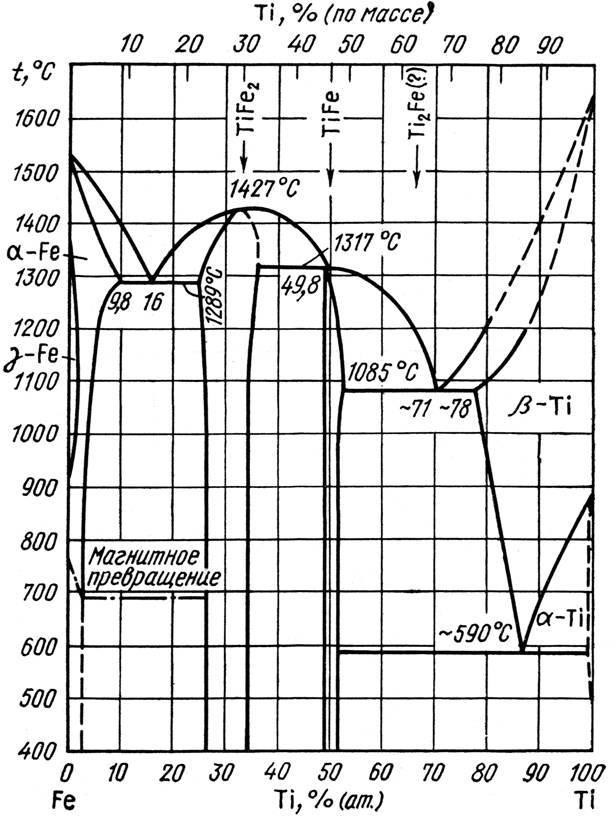 Ti, % (по массе)
10 20 30 40 50 60 70 80 90
t, °C
1600
1500
1400
1300
1200
1100
1000
900
800
700
600
500
400
TiFe2
TiFe
Ti2Fe(?)
1427 °C
1317 °C
α-Fe
9,8 16
1289°C
49,8
γ-Fe
1085 °C
~71 ~78
β-Ti
Магнитное
превращение
α-Ti
~590°C
0 10 20 30 40 50 60 70 80 90 100
Fe Ti, % (ат.) Ti